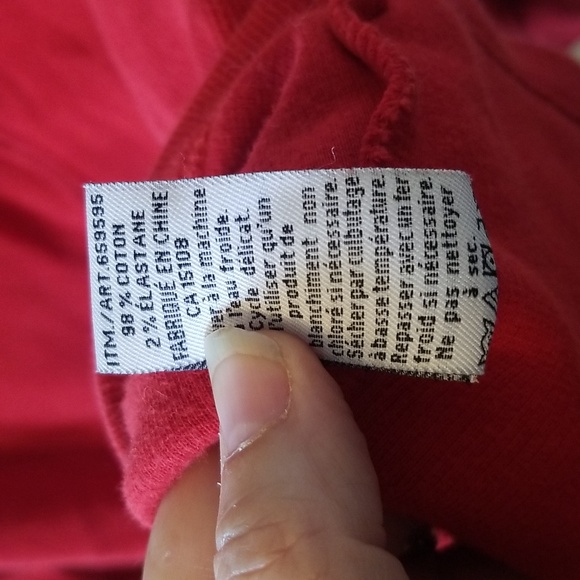 ITM./ART.659595
98 % COTON
2 % ÉLASTANE
FABRIQUÉ EN CHINE
CA 15108
à la machine
l'eau froide
Cycle délicat.
N'utiliser qu'un
produit de
blanchiment non
chloré si nécessaire.
Sécher par culbutage
à basse température.
Repasser avec un fer
froid si nécessaire.
Ne pas nettoyer
à sec.